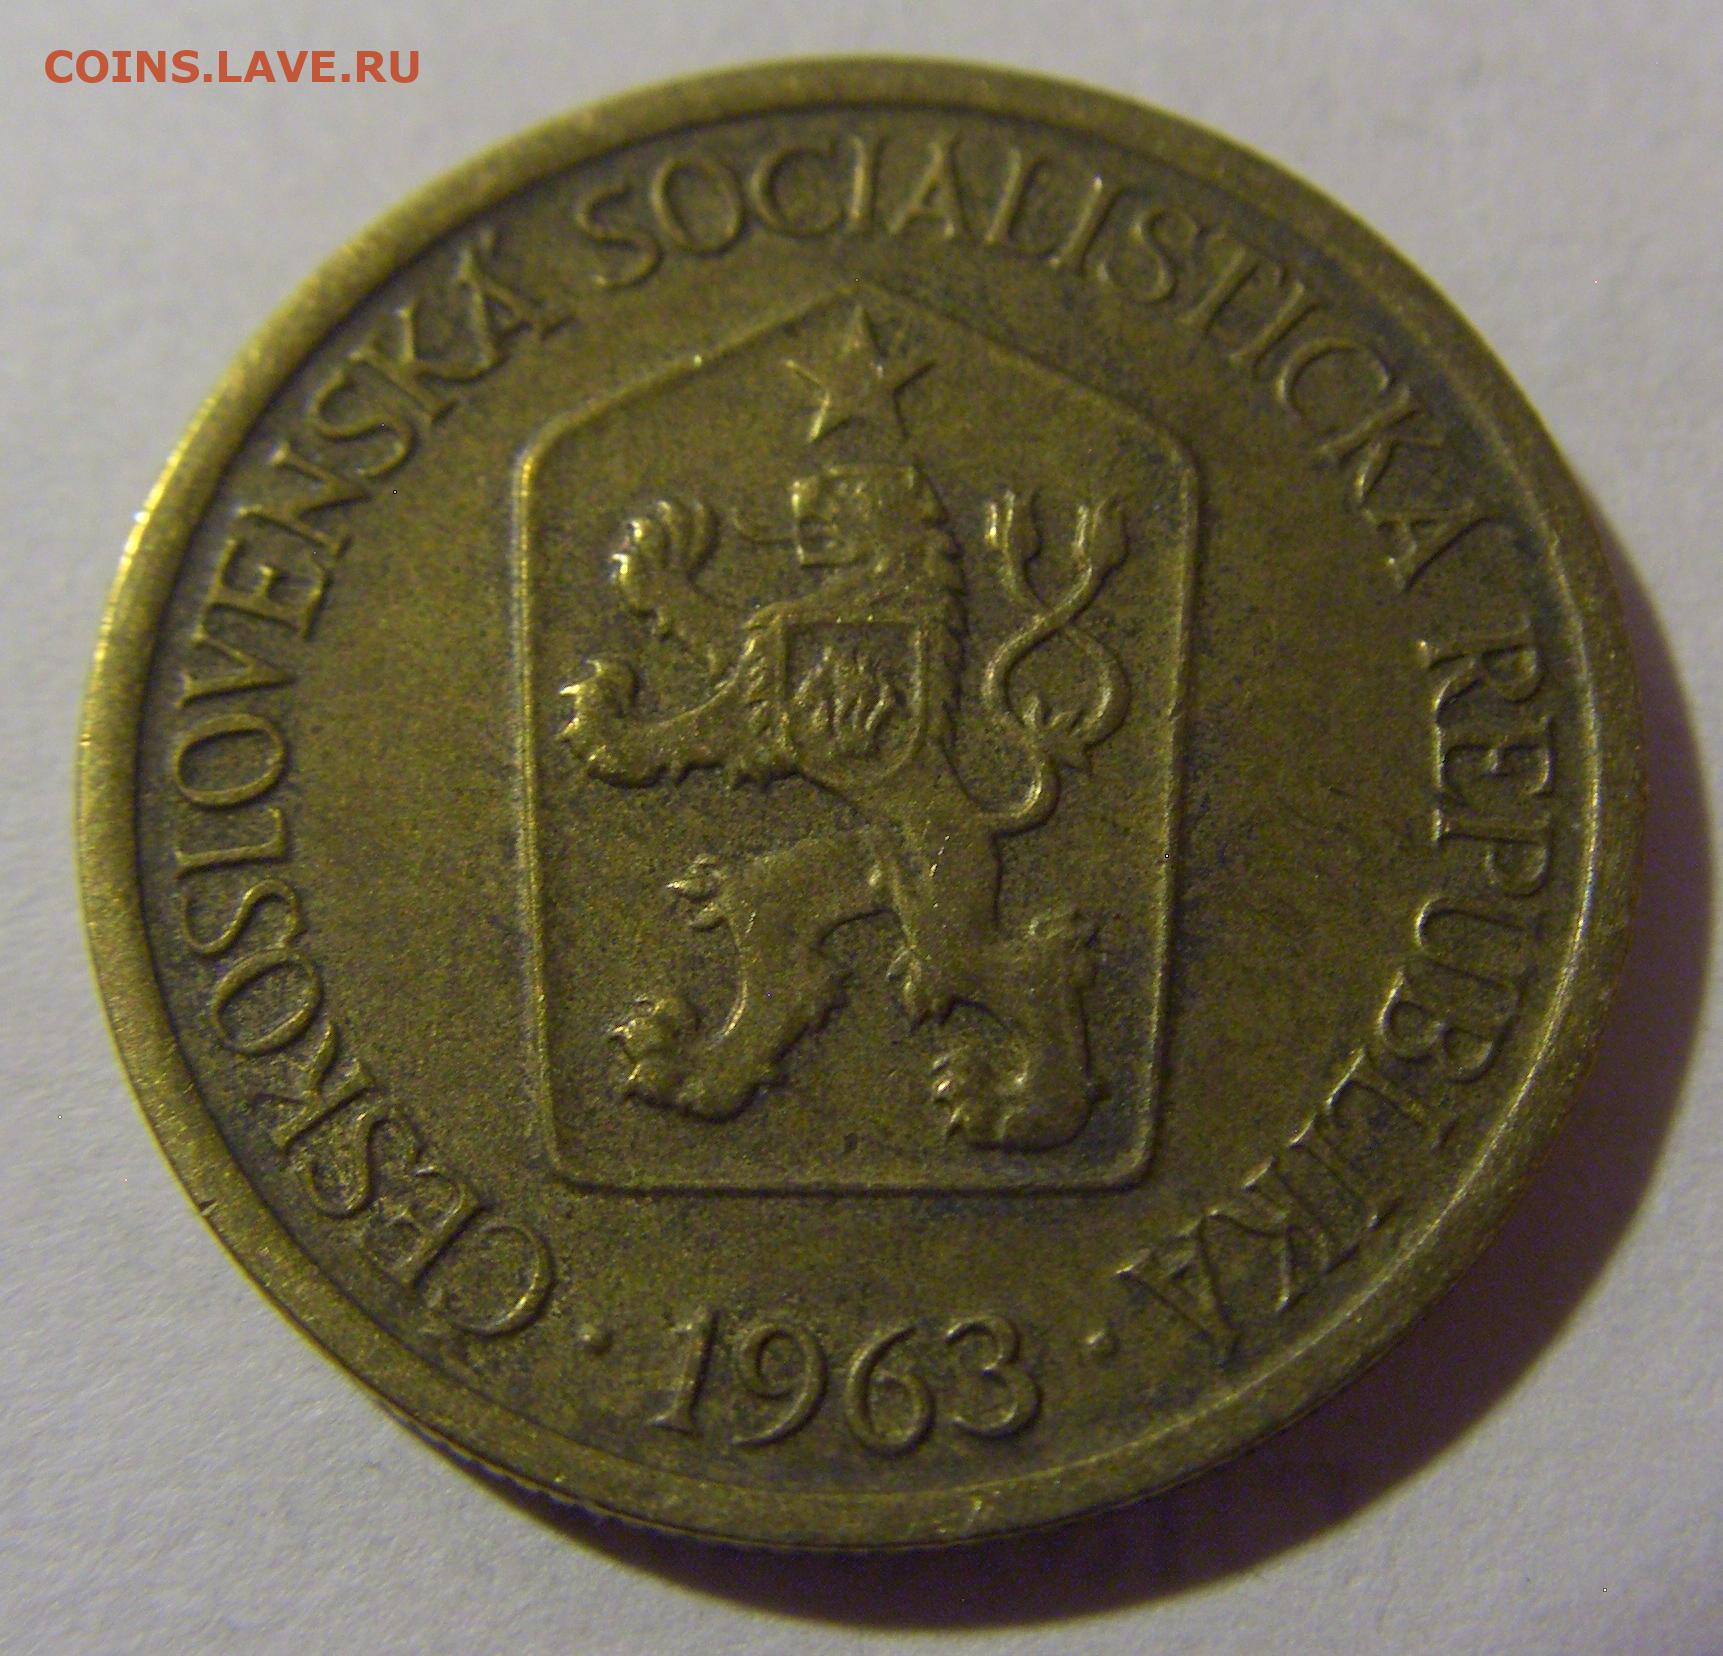 COINS.LAVE.RU
ČESKOSLOVENSKÁ SOCIALISTICKÁ REPUBLIKA
· 1963 ·